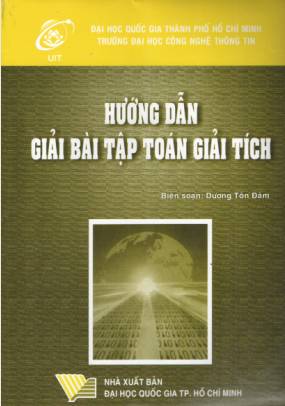 ĐẠI HỌC QUỐC GIA THÀNH PHỐ HỒ CHÍ MINH
TRƯỜNG ĐẠI HỌC CÔNG NGHỆ THÔNG TIN
UIT
HƯỚNG DẪN
GIẢI BÀI TẬP TOÁN GIẢI TÍCH
Biên soạn: Dương Tôn Đảm
NHÀ XUẤT BẢN
ĐẠI HỌC QUỐC GIA TP. HỒ CHÍ MINH